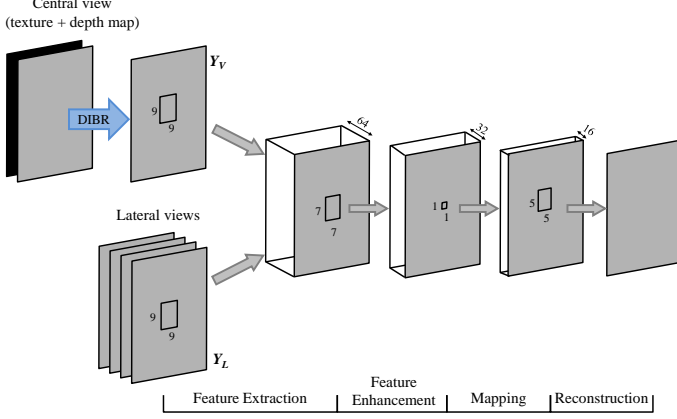 Central view
(texture + depth map)
Y_V
DIBR
9
9
64
32
16
7
7
1
1
5
5
Lateral views
9
9
Y_L
Feature Extraction
Feature
Enhancement
Mapping
Reconstruction